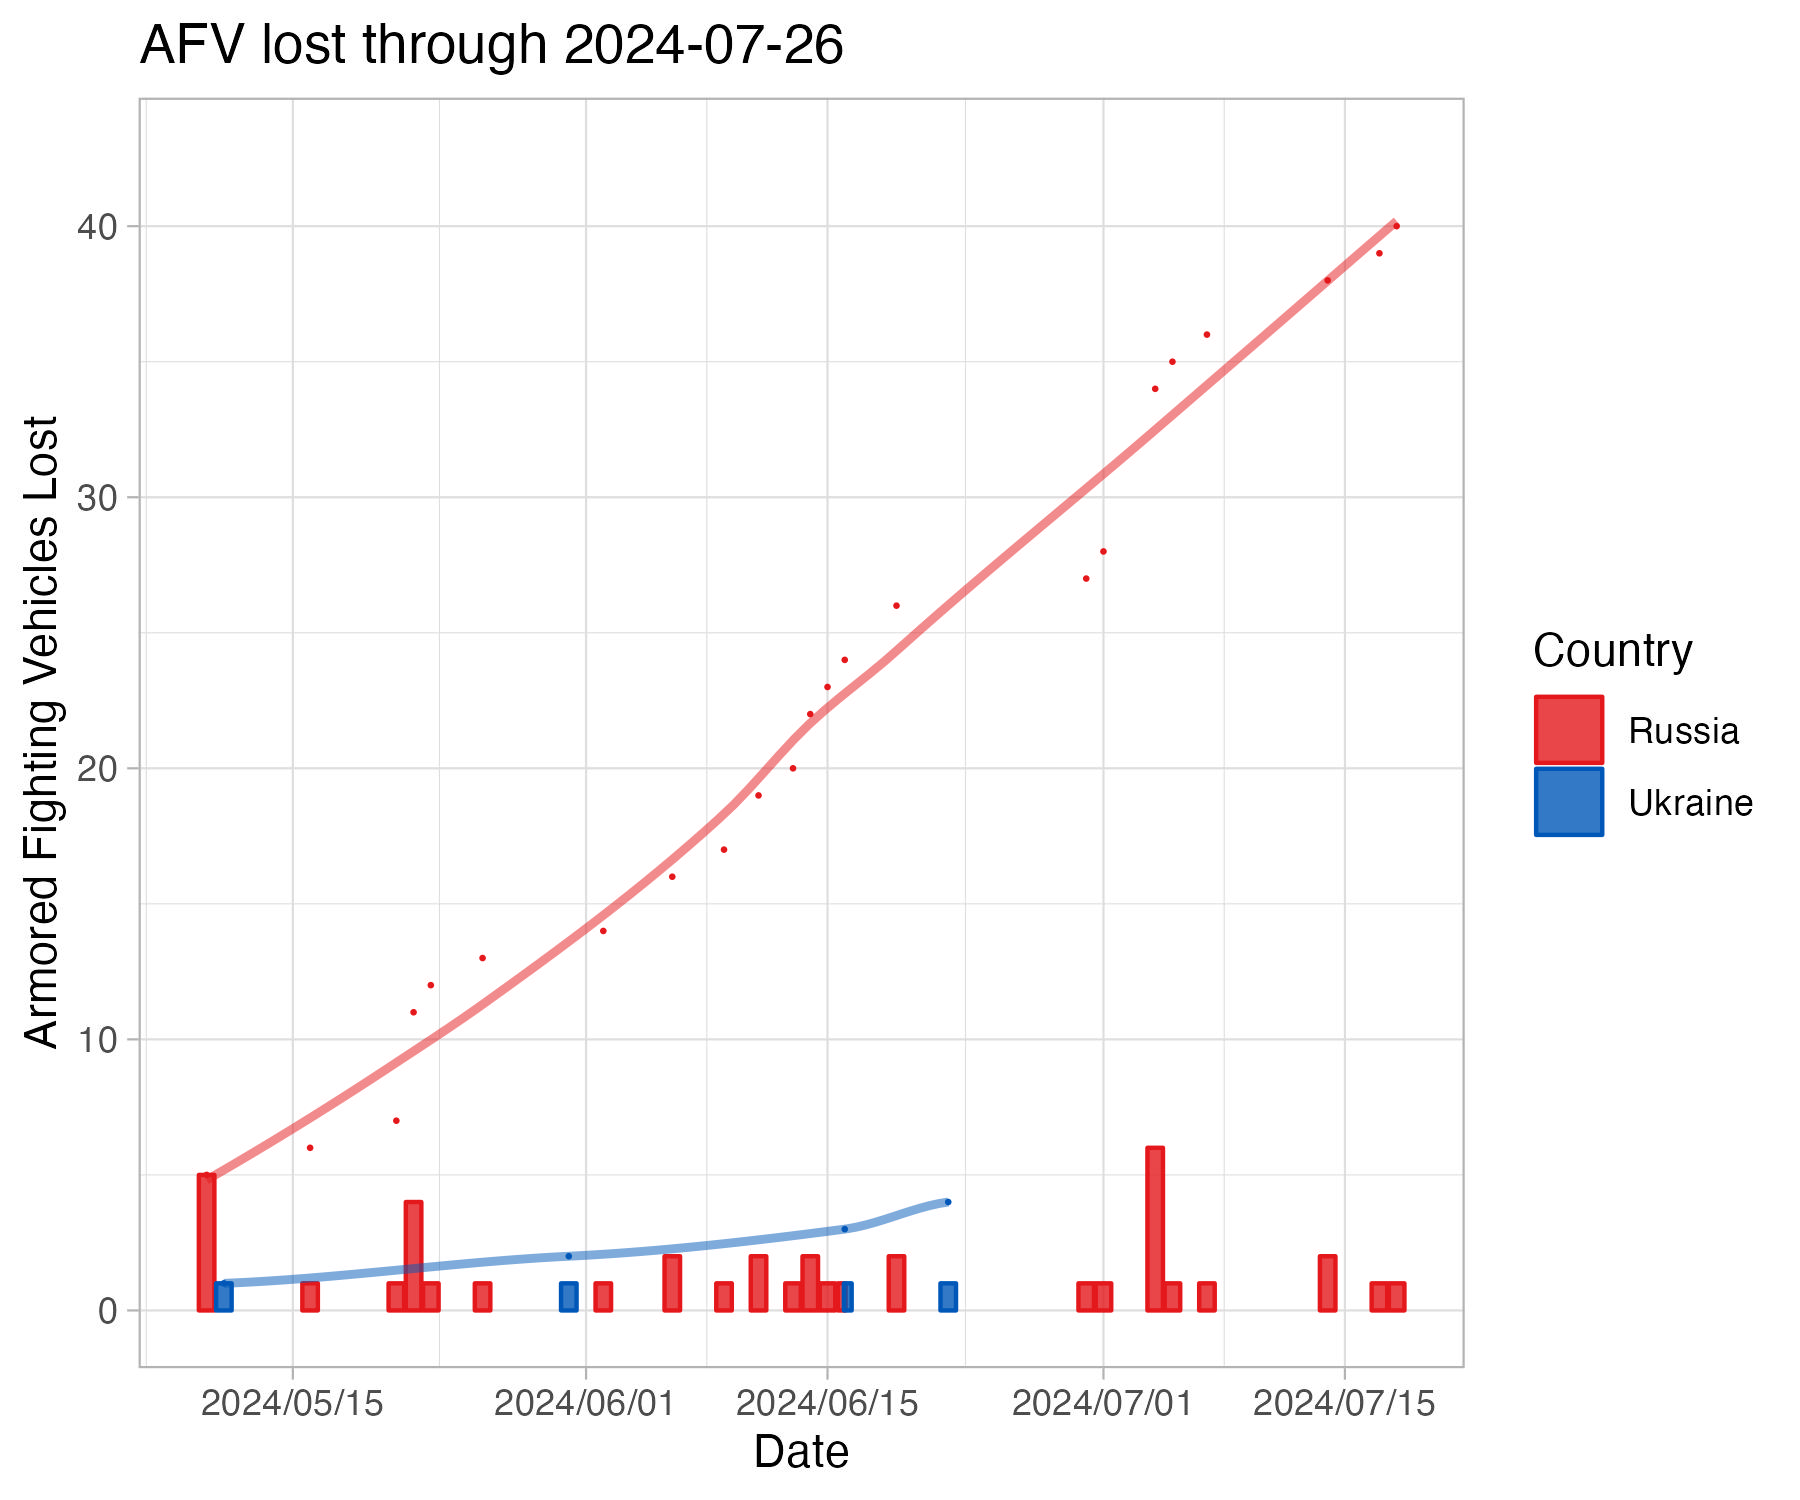 AFV lost through 2024-07-26
Armored Fighting Vehicles Lost
40
30
20
10
0
2024/05/15 2024/06/01 2024/06/15 2024/07/01 2024/07/15
Date
Country
Russia
Ukraine